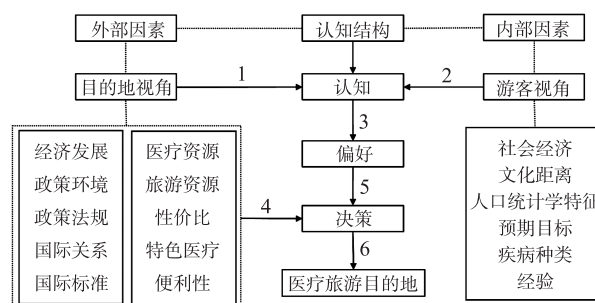 外部因素
认知结构
内部因素
目的地视角
1
认知
2
游客视角
3
经济发展
政策环境
政策法规
国际关系
国际标准
医疗资源
旅游资源
性价比
特色医疗
便利性
偏好
5
4
决策
6
医疗旅游目的地
社会经济
文化距离
人口统计学特征
预期目标
疾病种类
经验